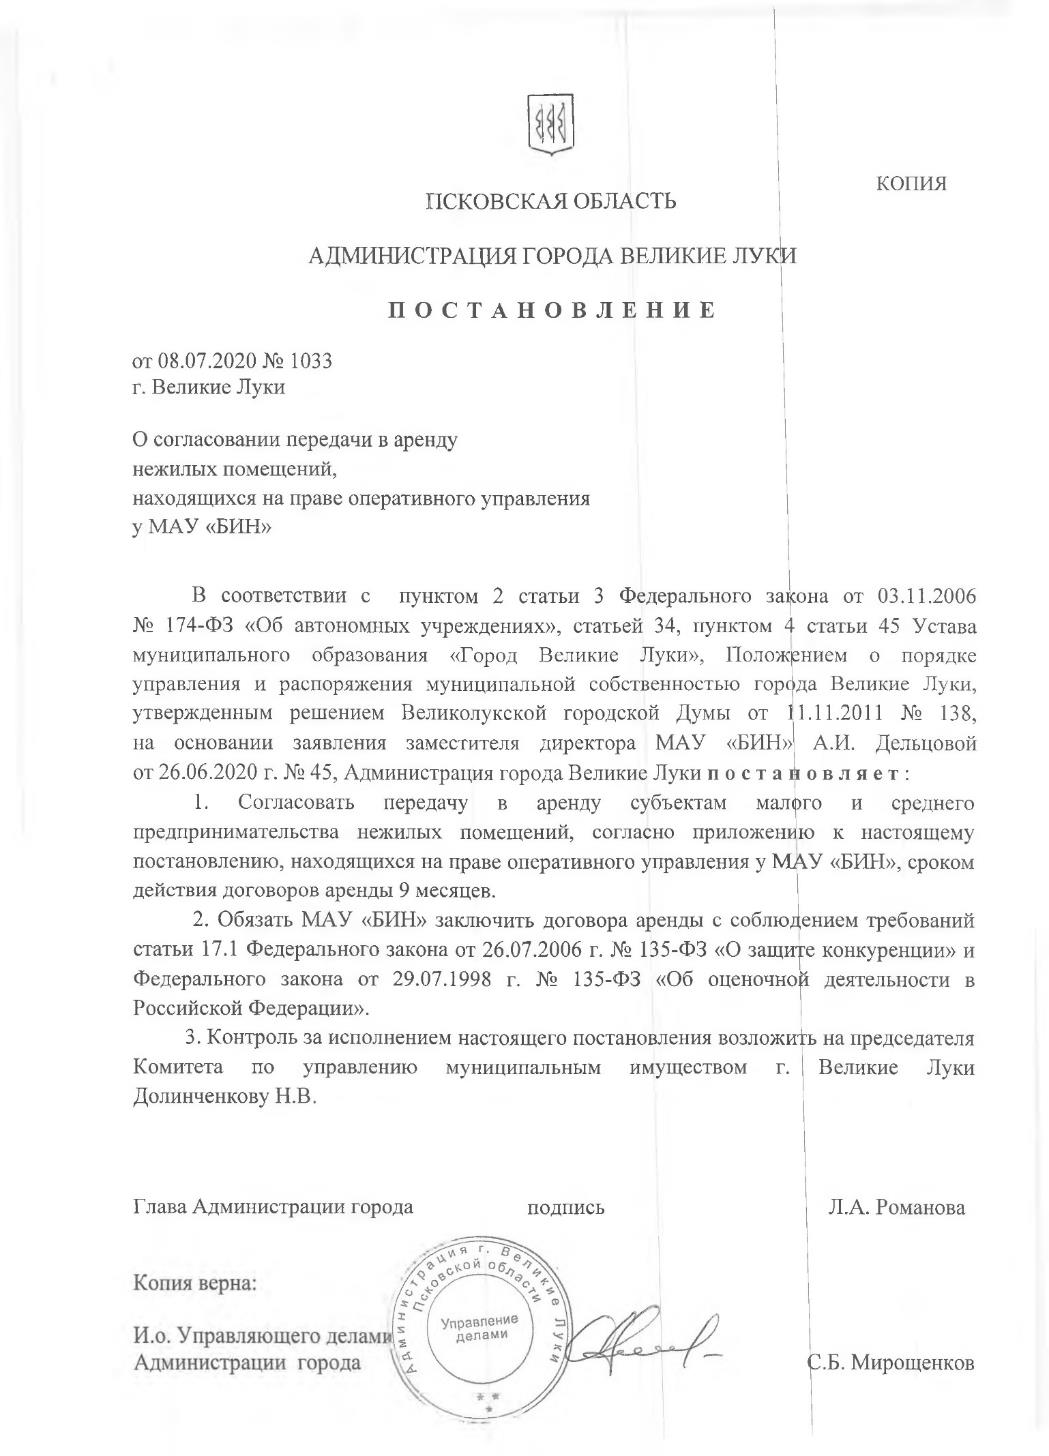 КОПИЯ
ПСКОВСКАЯ ОБЛАСТЬ
АДМИНИСТРАЦИЯ ГОРОДА ВЕЛИКИЕ ЛУКИ
П О С Т А Н О В Л Е Н И Е
от 08.07.2020 № 1033
г. Великие Луки
О согласовании передачи в аренду
нежилых помещений,
находящихся на праве оперативного управления
у МАУ «БИН»
В соответствии с пунктом 2 статьи 3 Федерального закона от 03.11.2006
№ 174-ФЗ «Об автономных учреждениях», статьей 34, пунктом 4 статьи 45 Устава
муниципального образования «Город Великие Луки», Положением о порядке
управления и распоряжения муниципальной собственностью города Великие Луки,
утвержденным решением Великолукской городской Думы от 11.11.2011 № 138,
на основании заявления заместителя директора МАУ «БИН» А.И. Дельцовой
от 26.06.2020 г. № 45, Администрация города Великие Луки п о с т а н о в л я е т :
1. Согласовать передачу в аренду субъектам малого и среднего
предпринимательства нежилых помещений, согласно приложению к настоящему
постановлению, находящихся на праве оперативного управления у МАУ «БИН», сроком
действия договоров аренды 9 месяцев.
2. Обязать МАУ «БИН» заключить договора аренды с соблюдением требований
статьи 17.1 Федерального закона от 26.07.2006 г. № 135-ФЗ «О защите конкуренции» и
Федерального закона от 29.07.1998 г. № 135-ФЗ «Об оценочной деятельности в
Российской Федерации».
3. Контроль за исполнением настоящего постановления возложить на председателя
Комитета по управлению муниципальным имуществом г. Великие Луки
Долинченкову Н.В.
Глава Администрации города подпись Л.А. Романова
Администрация г. Великие Луки
Псковской области
Управление
делами
Копия верна:
И.о. Управляющего делами
Администрации города С.Б. Мирощенков